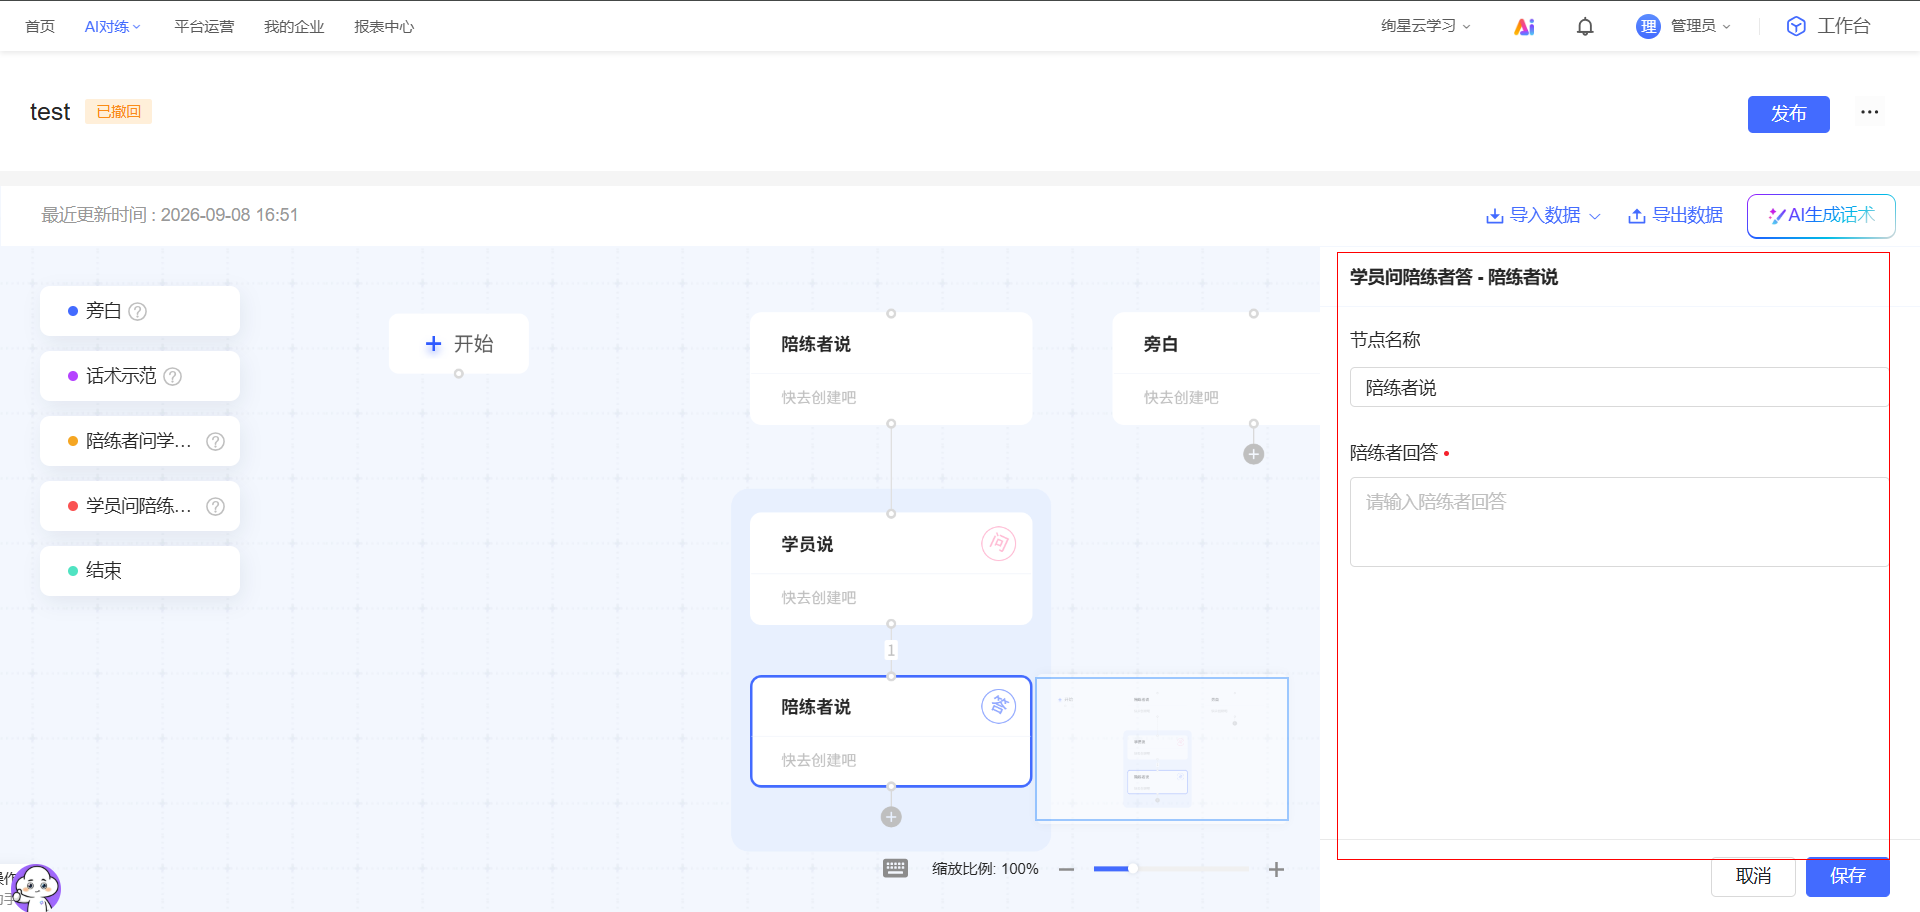 首页 AI对练 平台运营 我的企业 报表中心 绚星云学习 Ai 理 管理员 工作台
test 已撤回 发布
最近更新时间 : 2026-09-08 16:51 导入数据 导出数据 AI生成话术
旁白
话术示范
陪练者问学...
学员问陪练...
结束
开始
陪练者说
快去创建吧
旁白
快去创建吧
学员说 问
快去创建吧
1
陪练者说 答
快去创建吧
缩放比例: 100%
学员问陪练者答 - 陪练者说
节点名称
陪练者说
陪练者回答
请输入陪练者回答
取消 保存